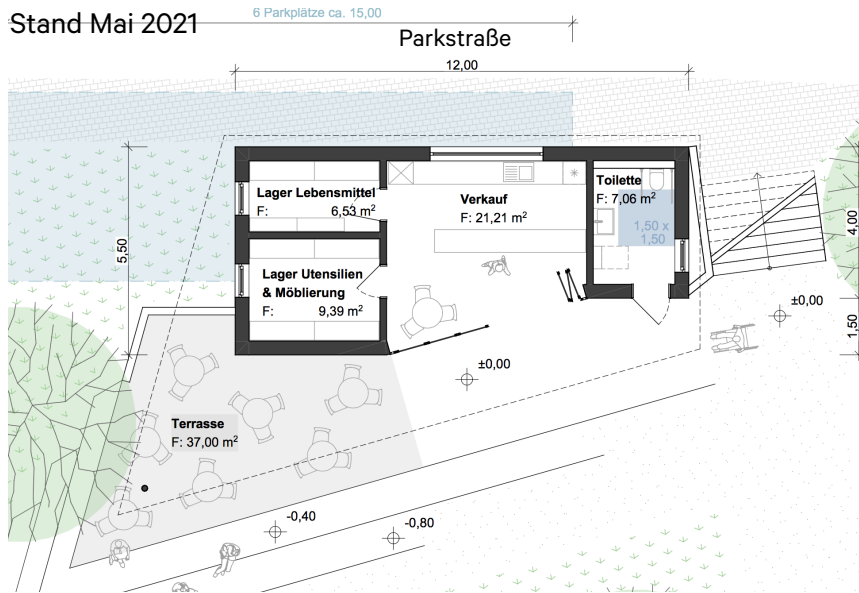 Stand Mai 2021
6 Parkplätze ca. 15,00
Parkstraße
12,00
Lager Lebensmittel
F: 6,53 m²
Verkauf
F: 21,21 m²
Toilette
F: 7,06 m²
1,50 x
1,50
5,50
4,00
Lager Utensilien
& Möblierung
F: 9,39 m²
±0,00
1,50
±0,00
Terrasse
F: 37,00 m²
-0,40
-0,80